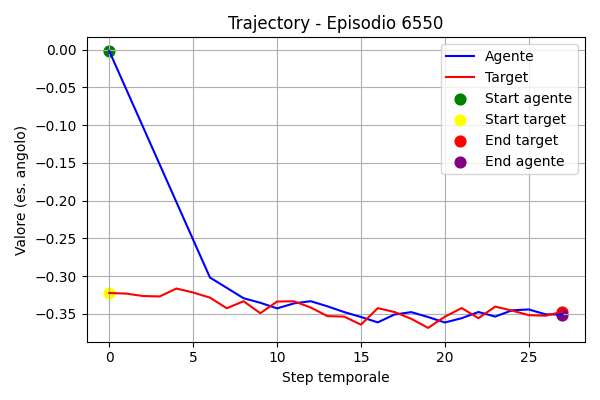 Trajectory - Episodio 6550
Valore (es. angolo)
0.00
−0.05
−0.10
−0.15
−0.20
−0.25
−0.30
−0.35
Agente
Target
Start agente
Start target
End target
End agente
0
5
10
15
20
25
Step temporale